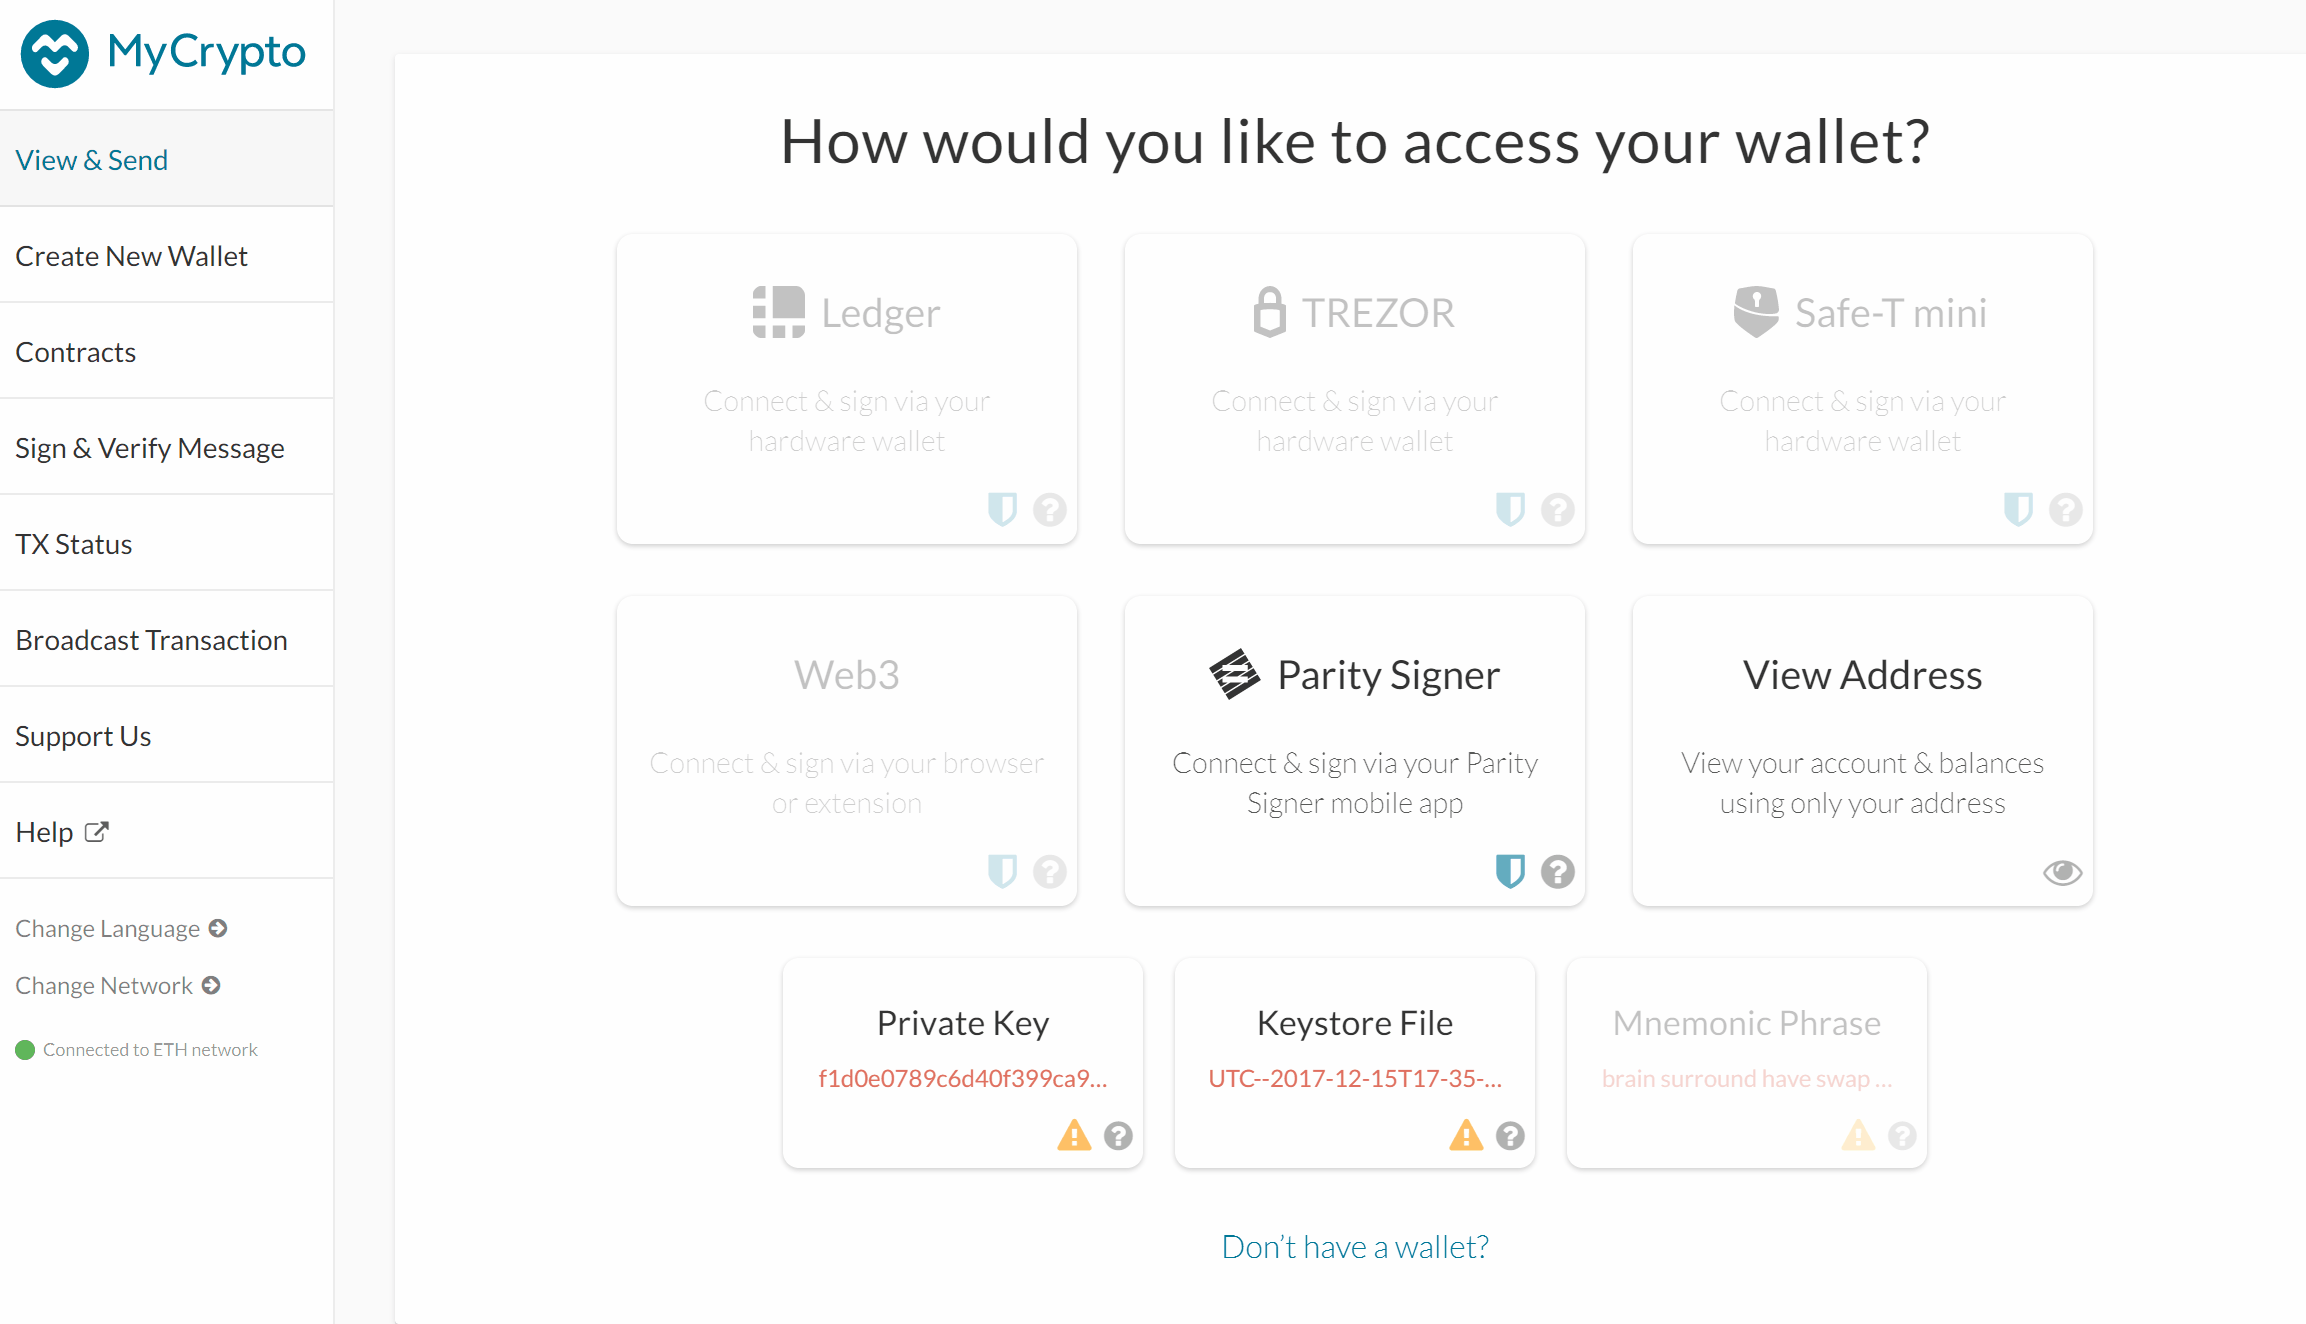 MyCrypto
View & Send
Create New Wallet
Contracts
Sign & Verify Message
TX Status
Broadcast Transaction
Support Us
Help
Change Language
Change Network
Connected to ETH network
How would you like to access your wallet?
Ledger
Connect & sign via your
hardware wallet
TREZOR
Connect & sign via your
hardware wallet
Safe-T mini
Connect & sign via your
hardware wallet
Web3
Connect & sign via your browser
or extension
Parity Signer
Connect & sign via your Parity
Signer mobile app
View Address
View your account & balances
using only your address
Private Key
f1d0e0789c6d40f399ca9...
Keystore File
UTC--2017-12-15T17-35-...
Mnemonic Phrase
brain surround have swap ...
Don’t have a wallet?